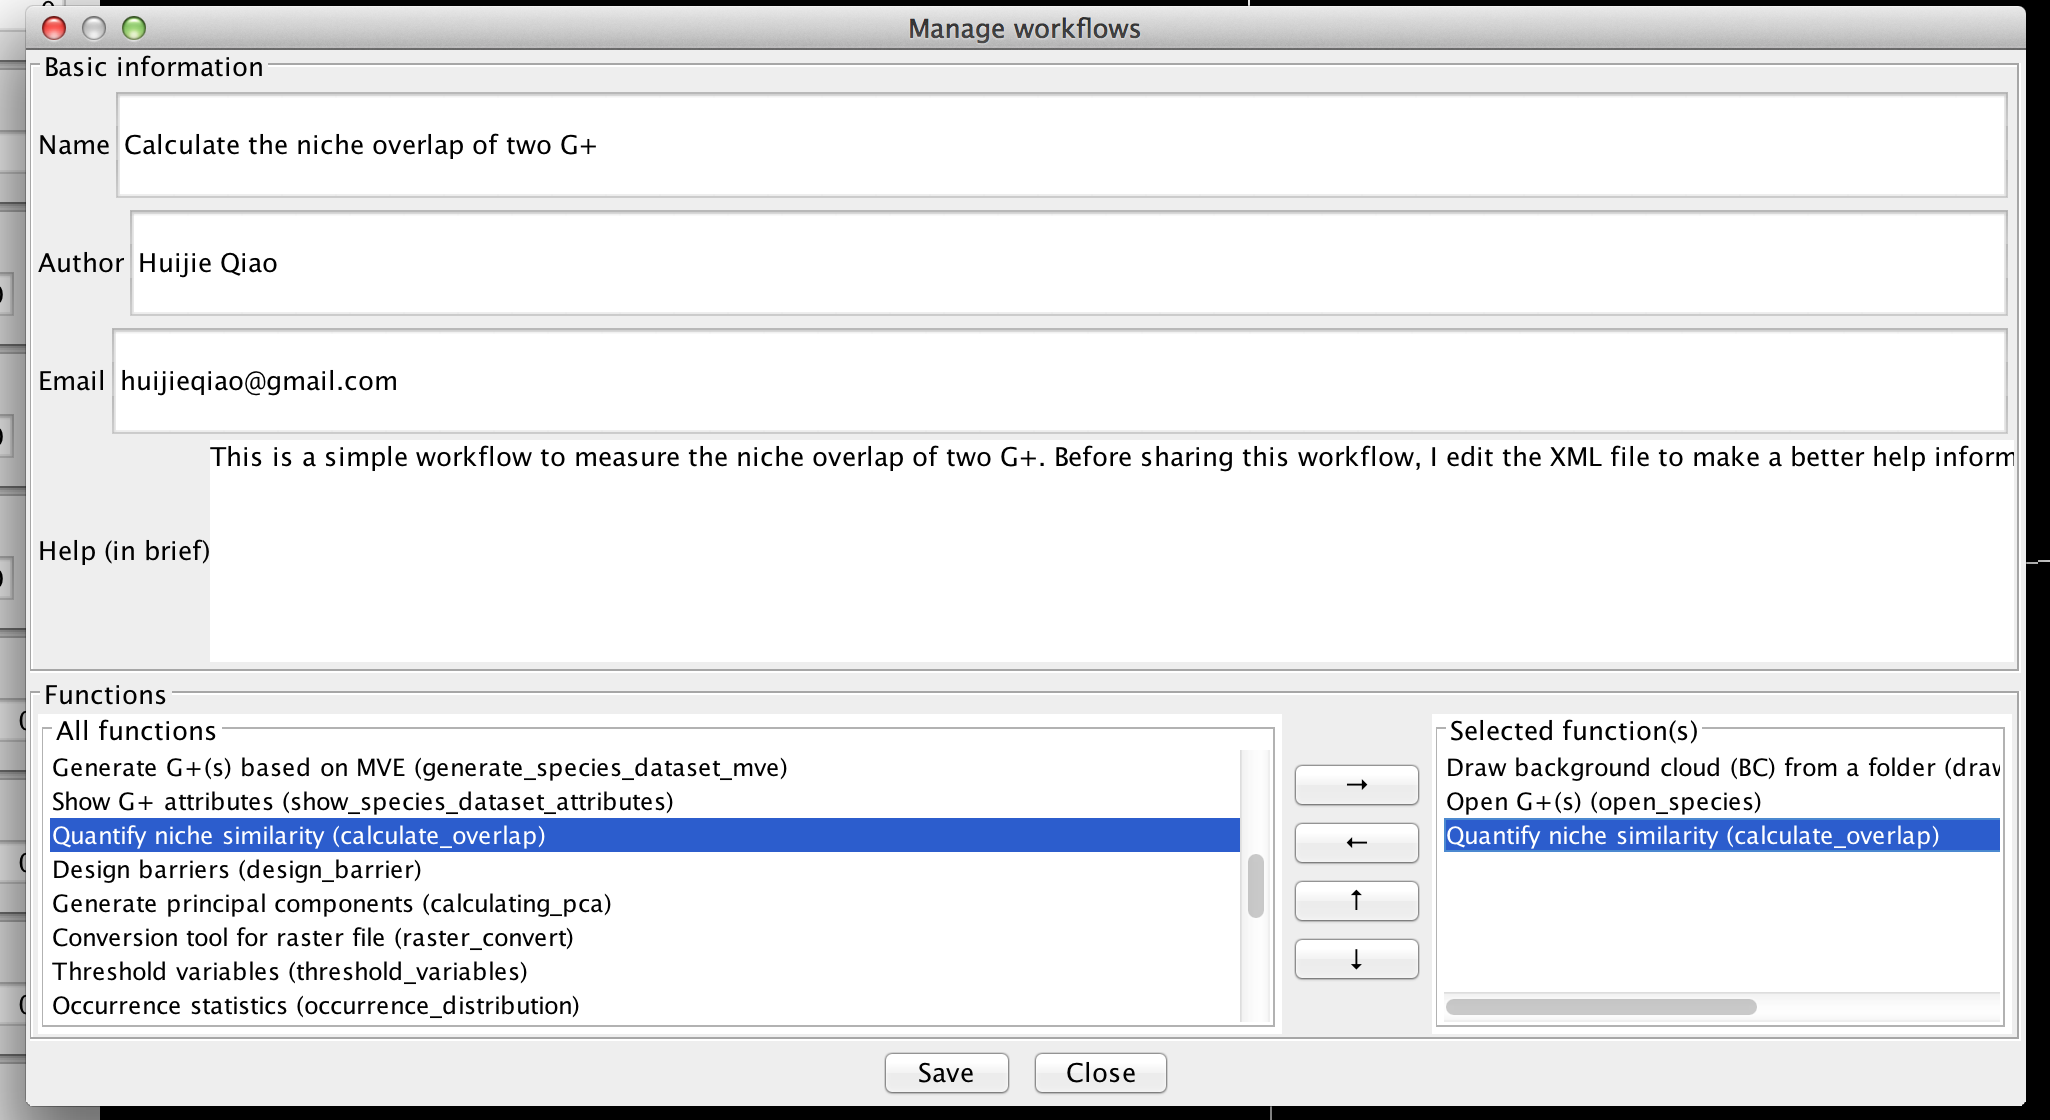 Manage workflows
Basic information
Name
Calculate the niche overlap of two G+
Author
Huijie Qiao
Email
huijieqiao@gmail.com
This is a simple workflow to measure the niche overlap of two G+. Before sharing this workflow, I edit the XML file to make a better help inform
Help (in brief)
Functions
All functions
Generate G+(s) based on MVE (generate_species_dataset_mve)
Show G+ attributes (show_species_dataset_attributes)
Quantify niche similarity (calculate_overlap)
Design barriers (design_barrier)
Generate principal components (calculating_pca)
Conversion tool for raster file (raster_convert)
Threshold variables (threshold_variables)
Occurrence statistics (occurrence_distribution)
→
←
↑
↓
Selected function(s)
Draw background cloud (BC) from a folder (drav
Open G+(s) (open_species)
Quantify niche similarity (calculate_overlap)
Save
Close